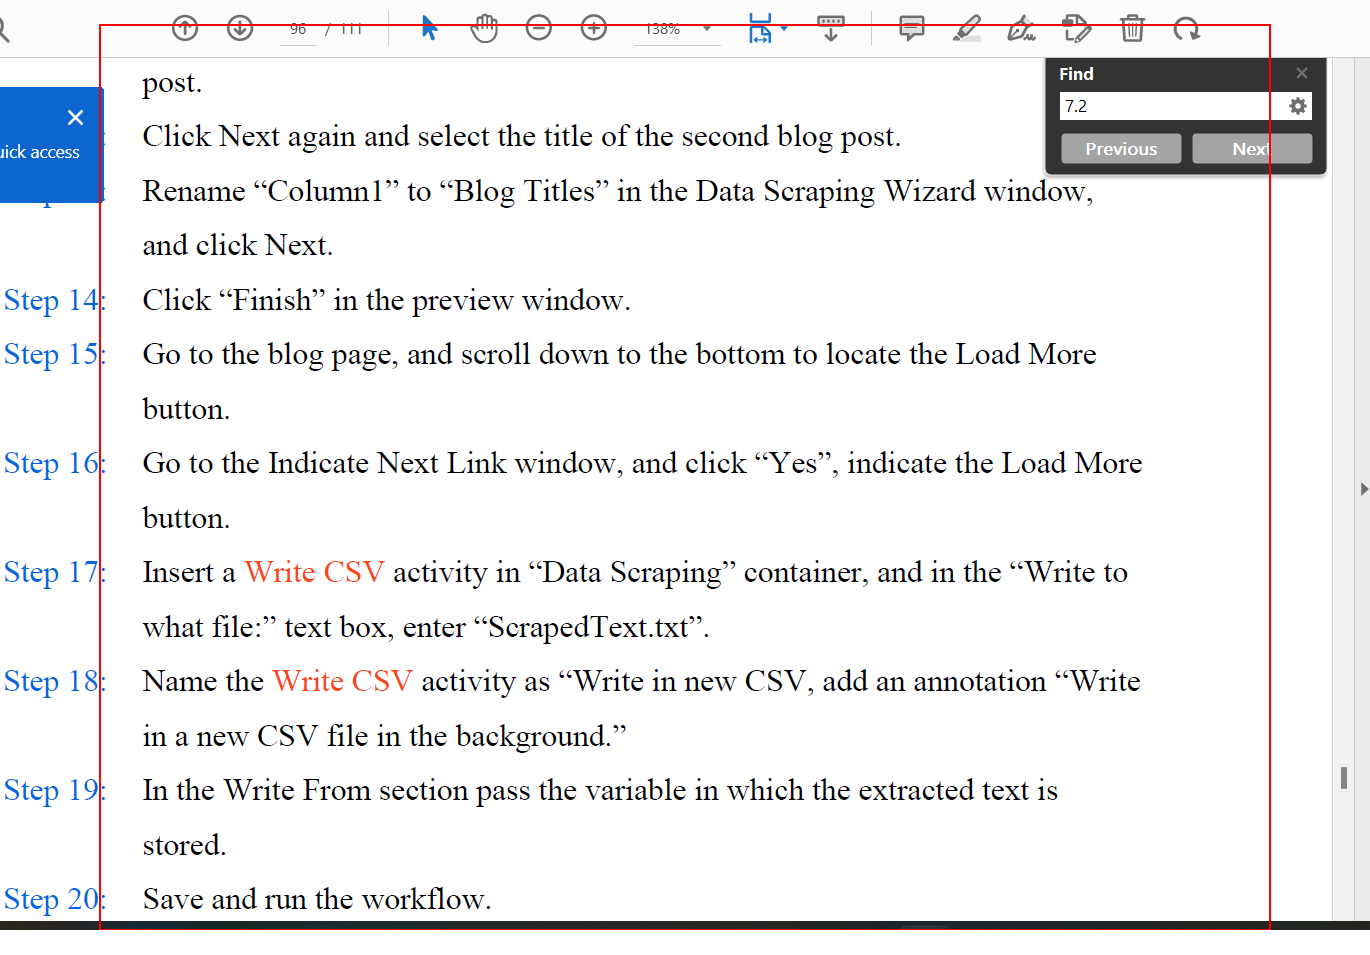 96 / 111
138%
post.
Find
7.2
Previous
Next
uick access
Click Next again and select the title of the second blog post.
Rename “Column1” to “Blog Titles” in the Data Scraping Wizard window,
and click Next.
Step 14: Click “Finish” in the preview window.
Step 15: Go to the blog page, and scroll down to the bottom to locate the Load More
button.
Step 16: Go to the Indicate Next Link window, and click “Yes”, indicate the Load More
button.
Step 17: Insert a Write CSV activity in “Data Scraping” container, and in the “Write to
what file:” text box, enter “ScrapedText.txt”.
Step 18: Name the Write CSV activity as “Write in new CSV, add an annotation “Write
in a new CSV file in the background.”
Step 19: In the Write From section pass the variable in which the extracted text is
stored.
Step 20: Save and run the workflow.